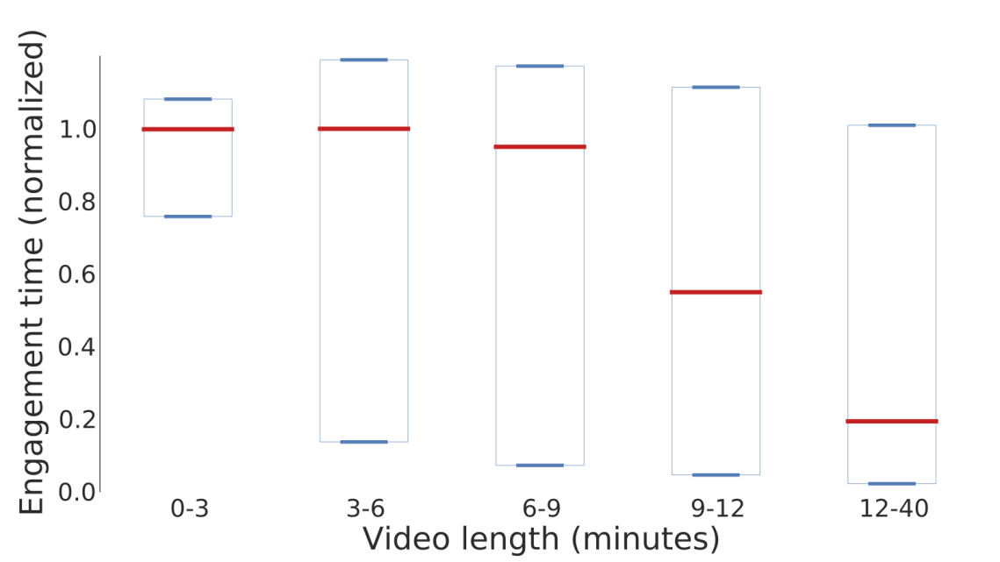 Engagement time (normalized)
1.0
0.8
0.6
0.4
0.2
0.0
0-3 3-6 6-9 9-12 12-40
Video length (minutes)